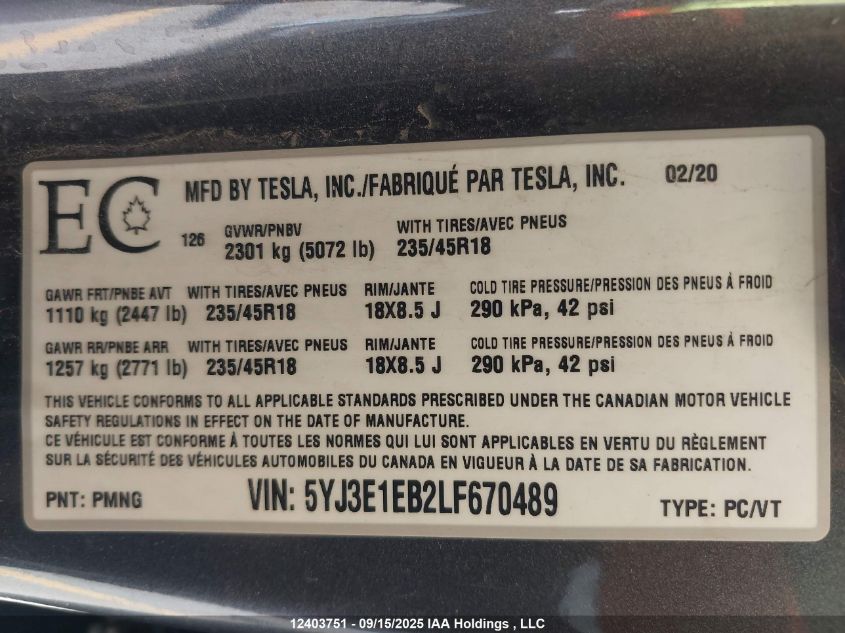 EC MFD BY TESLA, INC./FABRIQUÉ PAR TESLA, INC. 02/20
126 GVWR/PNBV WITH TIRES/AVEC PNEUS
2301 kg (5072 lb) 235/45R18
GAWR FRT/PNBE AVT WITH TIRES/AVEC PNEUS RIM/JANTE COLD TIRE PRESSURE/PRESSION DES PNEUS À FROID
1110 kg (2447 lb) 235/45R18 18X8.5 J 290 kPa, 42 psi
GAWR RR/PNBE ARR WITH TIRES/AVEC PNEUS RIM/JANTE COLD TIRE PRESSURE/PRESSION DES PNEUS À FROID
1257 kg (2771 lb) 235/45R18 18X8.5 J 290 kPa, 42 psi
THIS VEHICLE CONFORMS TO ALL APPLICABLE STANDARDS PRESCRIBED UNDER THE CANADIAN MOTOR VEHICLE
SAFETY REGULATIONS IN EFFECT ON THE DATE OF MANUFACTURE.
CE VÉHICULE EST CONFORME À TOUTES LES NORMES QUI LUI SONT APPLICABLES EN VERTU DU RÈGLEMENT
SUR LA SÉCURITÉ DES VÉHICULES AUTOMOBILES DU CANADA EN VIGUEUR À LA DATE DE SA FABRICATION.
PNT: PMNG VIN: 5YJ3E1EB2LF670489 TYPE: PC/VT
12403751 - 09/15/2025 IAA Holdings , LLC